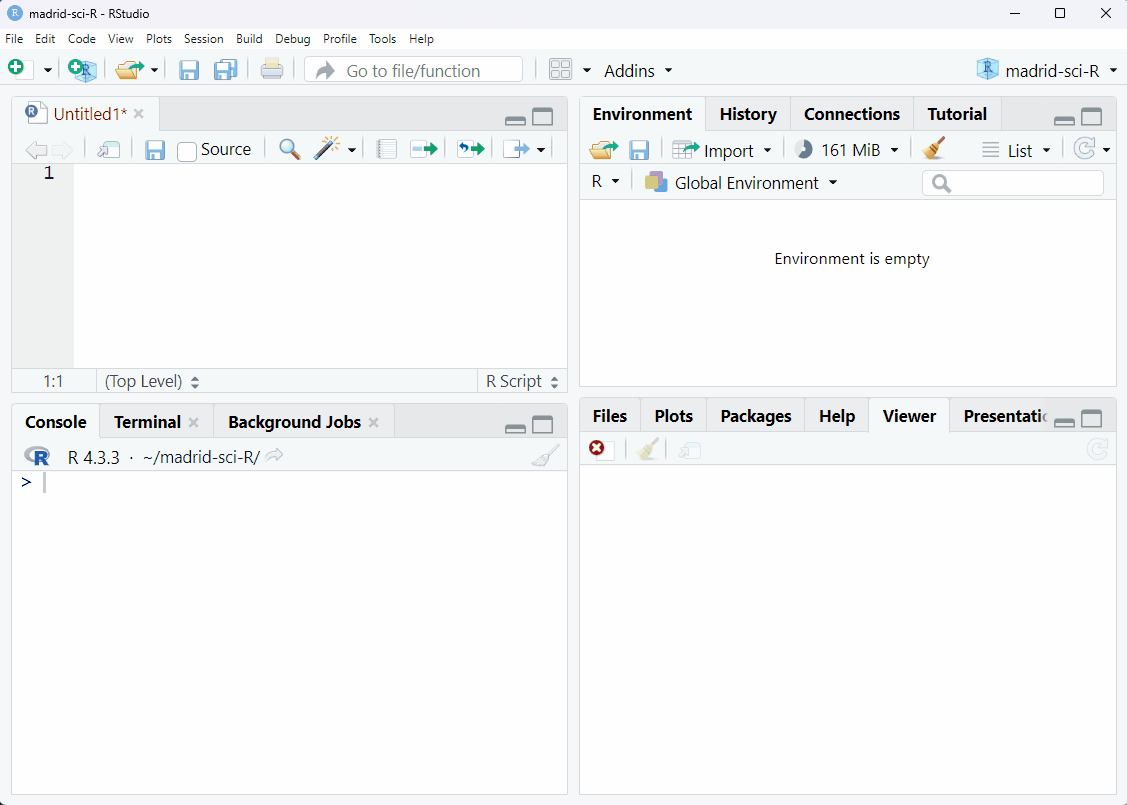 madrid-sci-R - RStudio
File Edit Code View Plots Session Build Debug Profile Tools Help
Go to file/function Addins madrid-sci-R
Untitled1*
Source
1
1:1 (Top Level) R Script
Console Terminal Background Jobs
R 4.3.3 · ~/madrid-sci-R/
>
Environment History Connections Tutorial
Import 161 MiB List
R Global Environment
Environment is empty
Files Plots Packages Help Viewer Presentatic